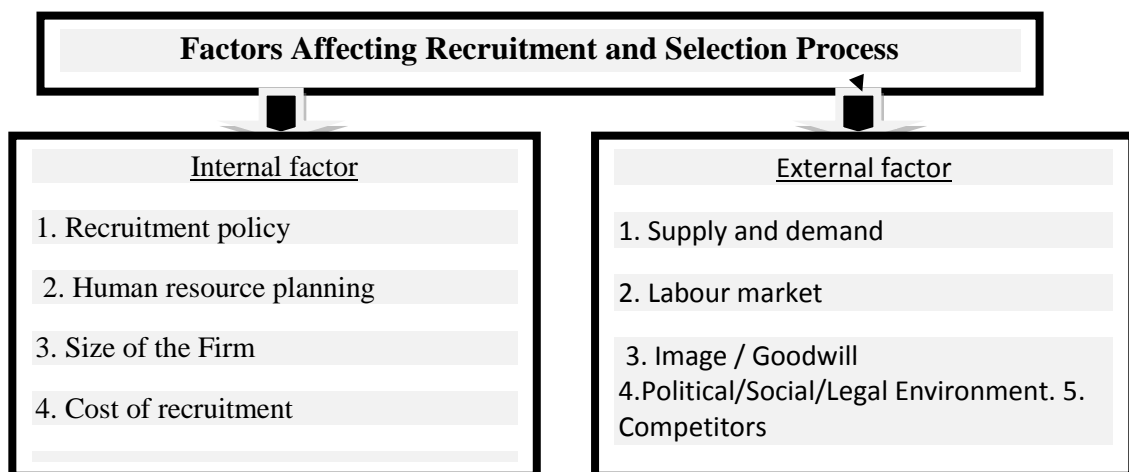 Factors Affecting Recruitment and Selection Process
Internal factor
1. Recruitment policy
2. Human resource planning
3. Size of the Firm
4. Cost of recruitment
External factor
1. Supply and demand
2. Labour market
3. Image / Goodwill
4.Political/Social/Legal Environment. 5.
Competitors